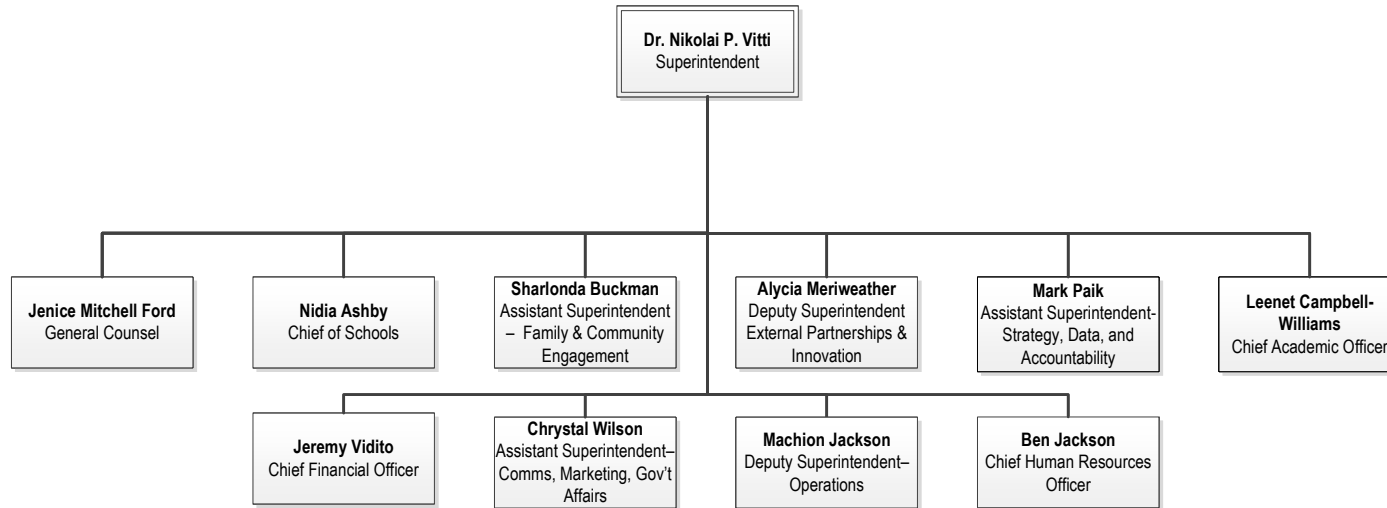 Dr. Nikolai P. Vitti
Superintendent
Jenice Mitchell Ford
General Counsel
Nidia Ashby
Chief of Schools
Sharlonda Buckman
Assistant Superintendent
– Family & Community
Engagement
Alycia Meriweather
Deputy Superintendent
External Partnerships &
Innovation
Mark Paik
Assistant Superintendent-
Strategy, Data, and
Accountability
Leenet Campbell-
Williams
Chief Academic Officer
Jeremy Vidito
Chief Financial Officer
Chrystal Wilson
Assistant Superintendent–
Comms, Marketing, Gov’t
Affairs
Machion Jackson
Deputy Superintendent–
Operations
Ben Jackson
Chief Human Resources
Officer